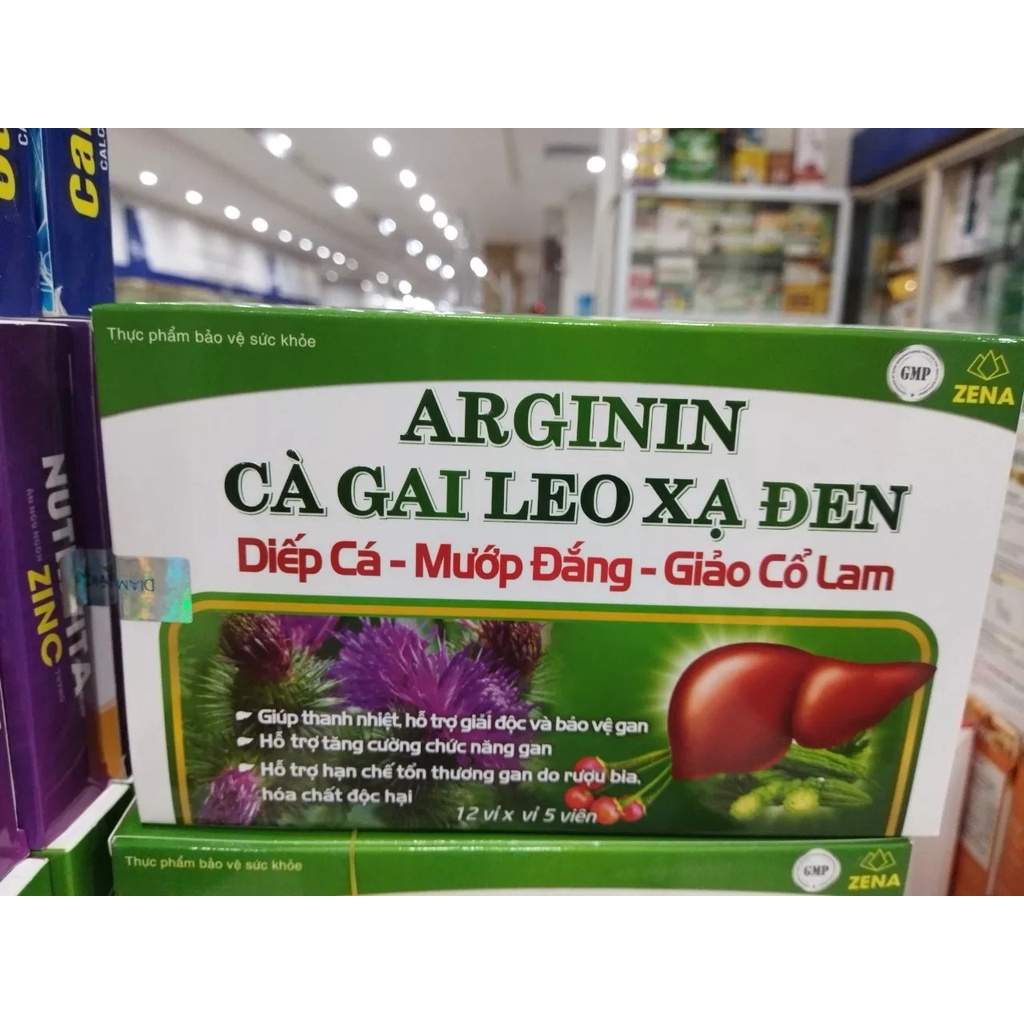 Thực phẩm bảo vệ sức khỏe
GMP
ZENA
ARGININ
CÀ GAI LEO XẠ ĐEN
Diếp Cá - Mướp Đắng - Giảo Cổ Lam
Giúp thanh nhiệt, hỗ trợ giải độc và bảo vệ gan
Hỗ trợ tăng cường chức năng gan
Hỗ trợ hạn chế tổn thương gan do rượu bia,
hóa chất độc hại
12 vỉ x vỉ 5 viên
Thực phẩm bảo vệ sức khỏe
GMP
ZENA
ZINC